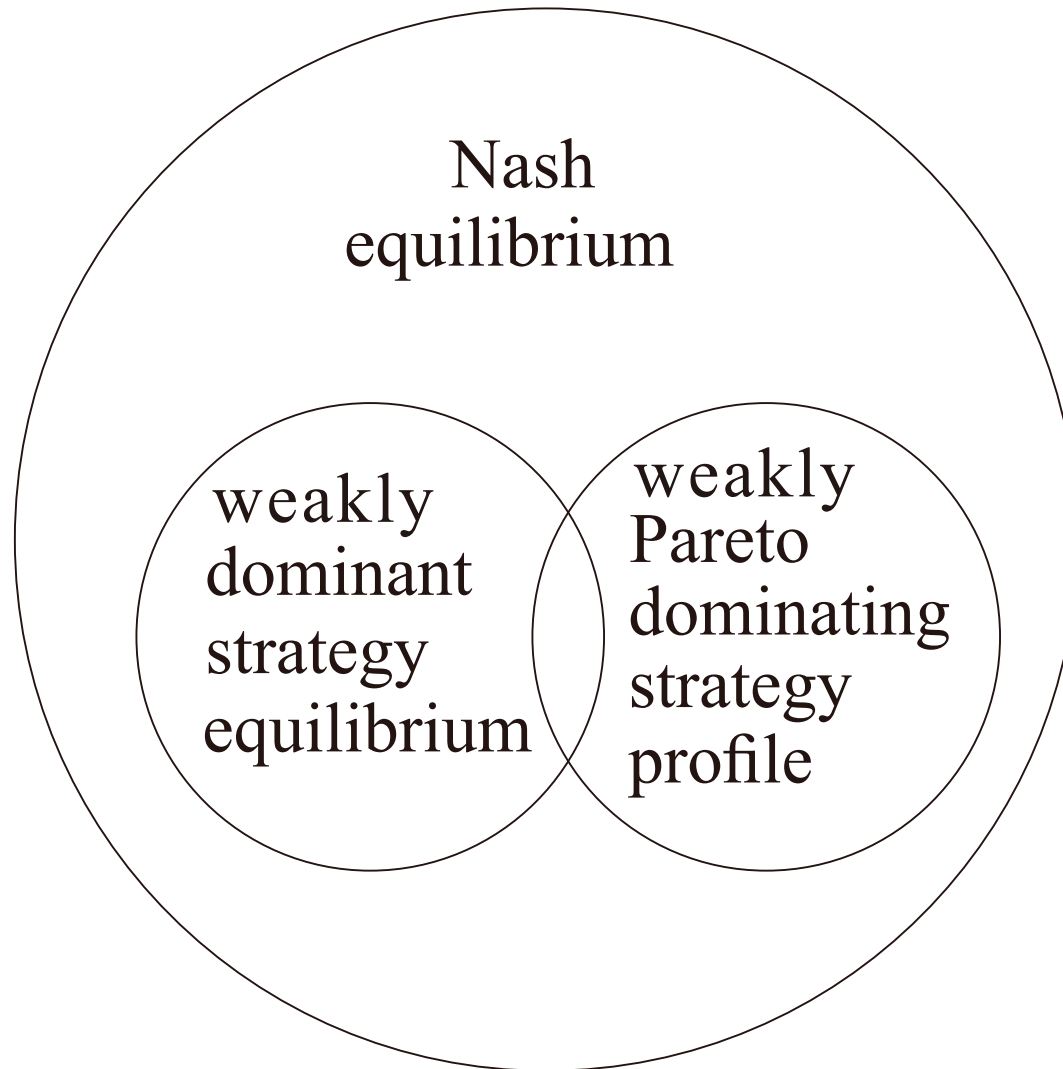 Nash
equilibrium
weakly
dominant
strategy
equilibrium
weakly
Pareto
dominating
strategy
profile